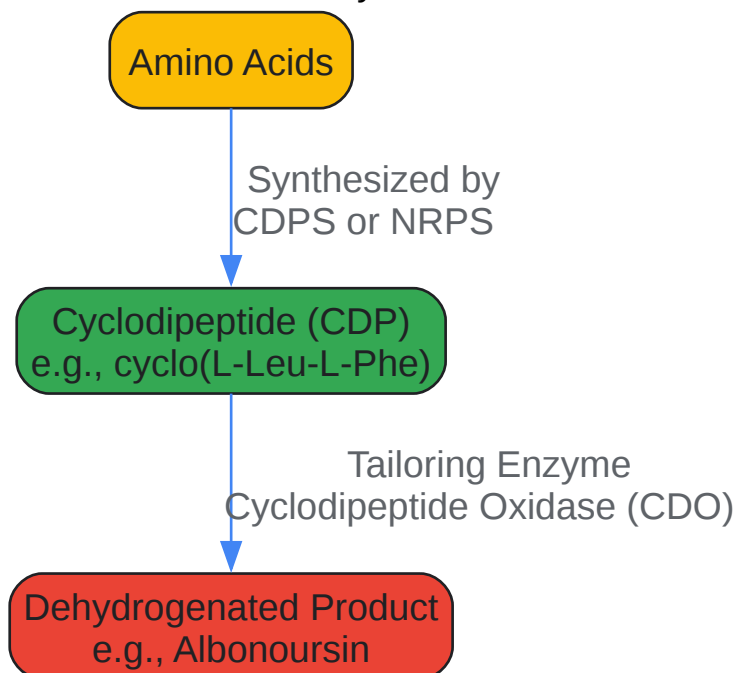 Amino Acids
Synthesized by
CDPS or NRPS
Cyclodipeptide (CDP)
e.g., cyclo(L-Leu-L-Phe)
Tailoring Enzyme
Cyclodipeptide Oxidase (CDO)
Dehydrogenated Product
e.g., Albonoursin